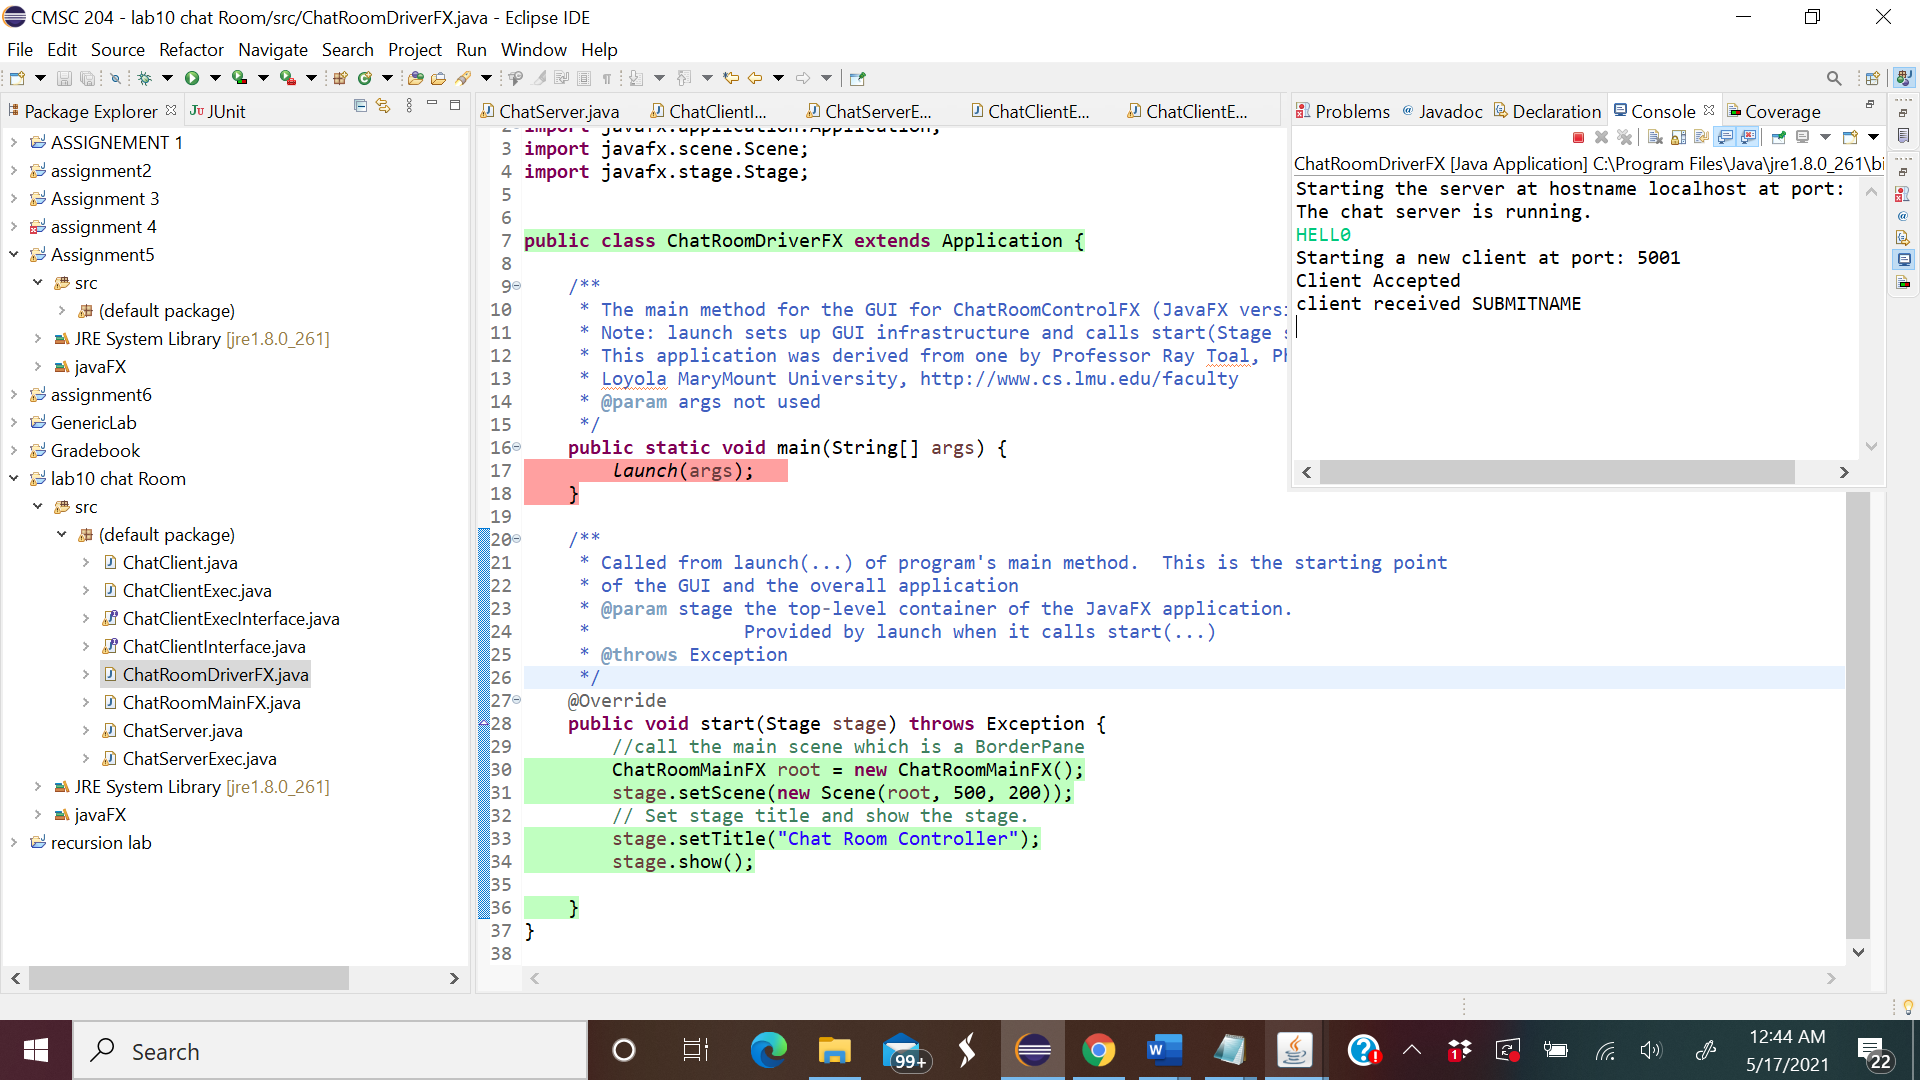 CMSC 204 - lab10 chat Room/src/ChatRoomDriverFX.java - Eclipse IDE
File Edit Source Refactor Navigate Search Project Run Window Help
Package Explorer
JUnit
ASSIGNEMENT 1
assignment2
Assignment 3
assignment 4
Assignment5
src
(default package)
JRE System Library [jre1.8.0_261]
javaFX
assignment6
GenericLab
Gradebook
lab10 chat Room
src
(default package)
ChatClient.java
ChatClientExec.java
ChatClientExecInterface.java
ChatClientInterface.java
ChatRoomDriverFX.java
ChatRoomMainFX.java
ChatServer.java
ChatServerExec.java
JRE System Library [jre1.8.0_261]
javaFX
recursion lab
ChatServer.java ChatClientI... ChatServerE... ChatClientE... ChatClientE...
2 import javafx.application.Application;
3 import javafx.scene.Scene;
4 import javafx.stage.Stage;
5
6
7 public class ChatRoomDriverFX extends Application {
8
9 /**
10 * The main method for the GUI for ChatRoomControlFX (JavaFX versi
11 * Note: launch sets up GUI infrastructure and calls start(Stage s
12 * This application was derived from one by Professor Ray Toal, Ph
13 * Loyola MaryMount University, http://www.cs.lmu.edu/faculty
14 * @param args not used
15 */
16 public static void main(String[] args) {
17 launch(args);
18 }
19
20 /**
21 * Called from launch(...) of program's main method.  This is the starting point
22 * of the GUI and the overall application
23 * @param stage the top-level container of the JavaFX application.
24 * Provided by launch when it calls start(...)
25 * @throws Exception
26 */
27 @Override
28 public void start(Stage stage) throws Exception {
29 //call the main scene which is a BorderPane
30 ChatRoomMainFX root = new ChatRoomMainFX();
31 stage.setScene(new Scene(root, 500, 200));
32 // Set stage title and show the stage.
33 stage.setTitle("Chat Room Controller");
34 stage.show();
35
36 }
37 }
38
Problems Javadoc Declaration Console Coverage
ChatRoomDriverFX [Java Application] C:\Program Files\Java\jre1.8.0_261\bi
Starting the server at hostname localhost at port:
The chat server is running.
HELL0
Starting a new client at port: 5001
Client Accepted
client received SUBMITNAME
Search
99+
1
12:44 AM
5/17/2021
22